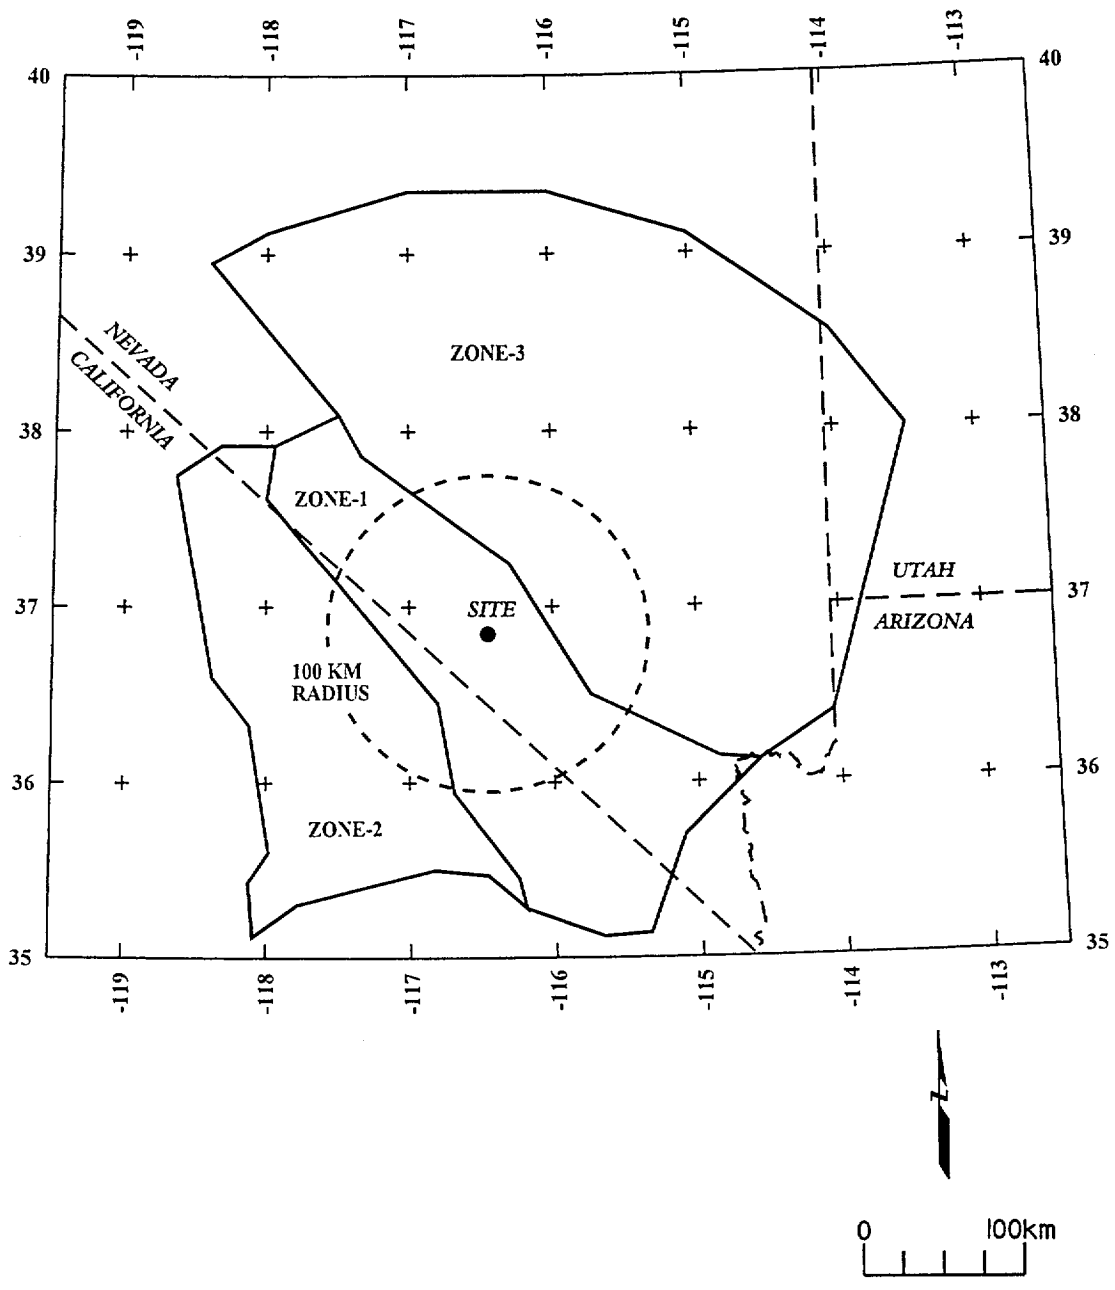 -119
-118
-117
-116
-115
-114
-113
40
40
39
39
NEVADA
CALIFORNIA
ZONE-3
38
38
ZONE-1
UTAH
37
SITE
37
ARIZONA
100 KM
RADIUS
36
36
ZONE-2
35
35
-119
-118
-117
-116
-115
-114
-113
N
0
100km